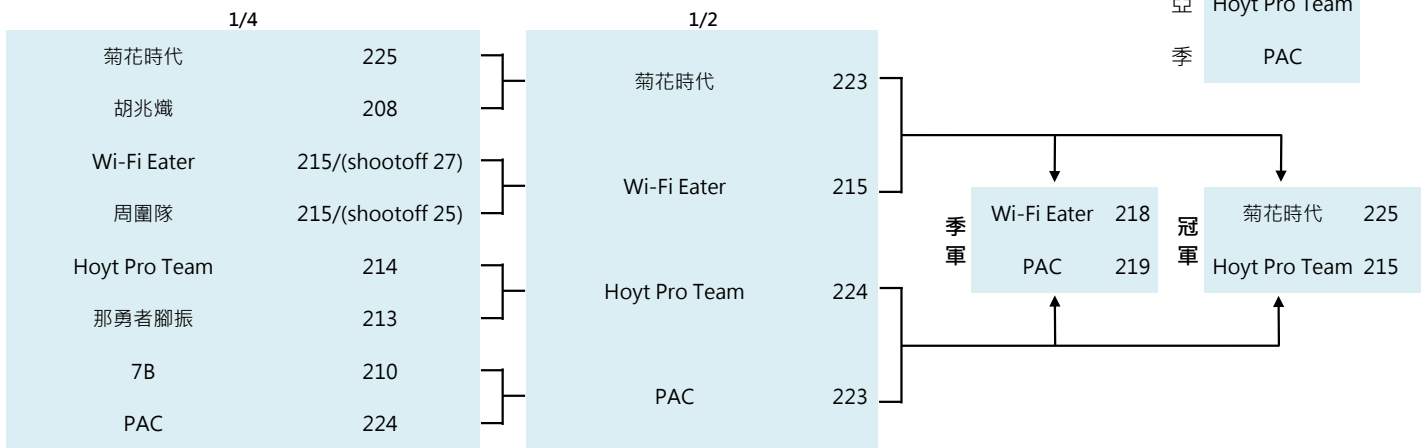 亞 Hoyt Pro Team
季 PAC
1/4 1/2
菊花時代 225
胡兆熾 208
Wi-Fi Eater 215/(shootoff 27)
周圍隊 215/(shootoff 25)
Hoyt Pro Team 214
那勇者腳振 213
7B 210
PAC 224
菊花時代 223
Wi-Fi Eater 215
Hoyt Pro Team 224
PAC 223
季軍
Wi-Fi Eater 218
PAC 219
冠軍
菊花時代 225
Hoyt Pro Team 215